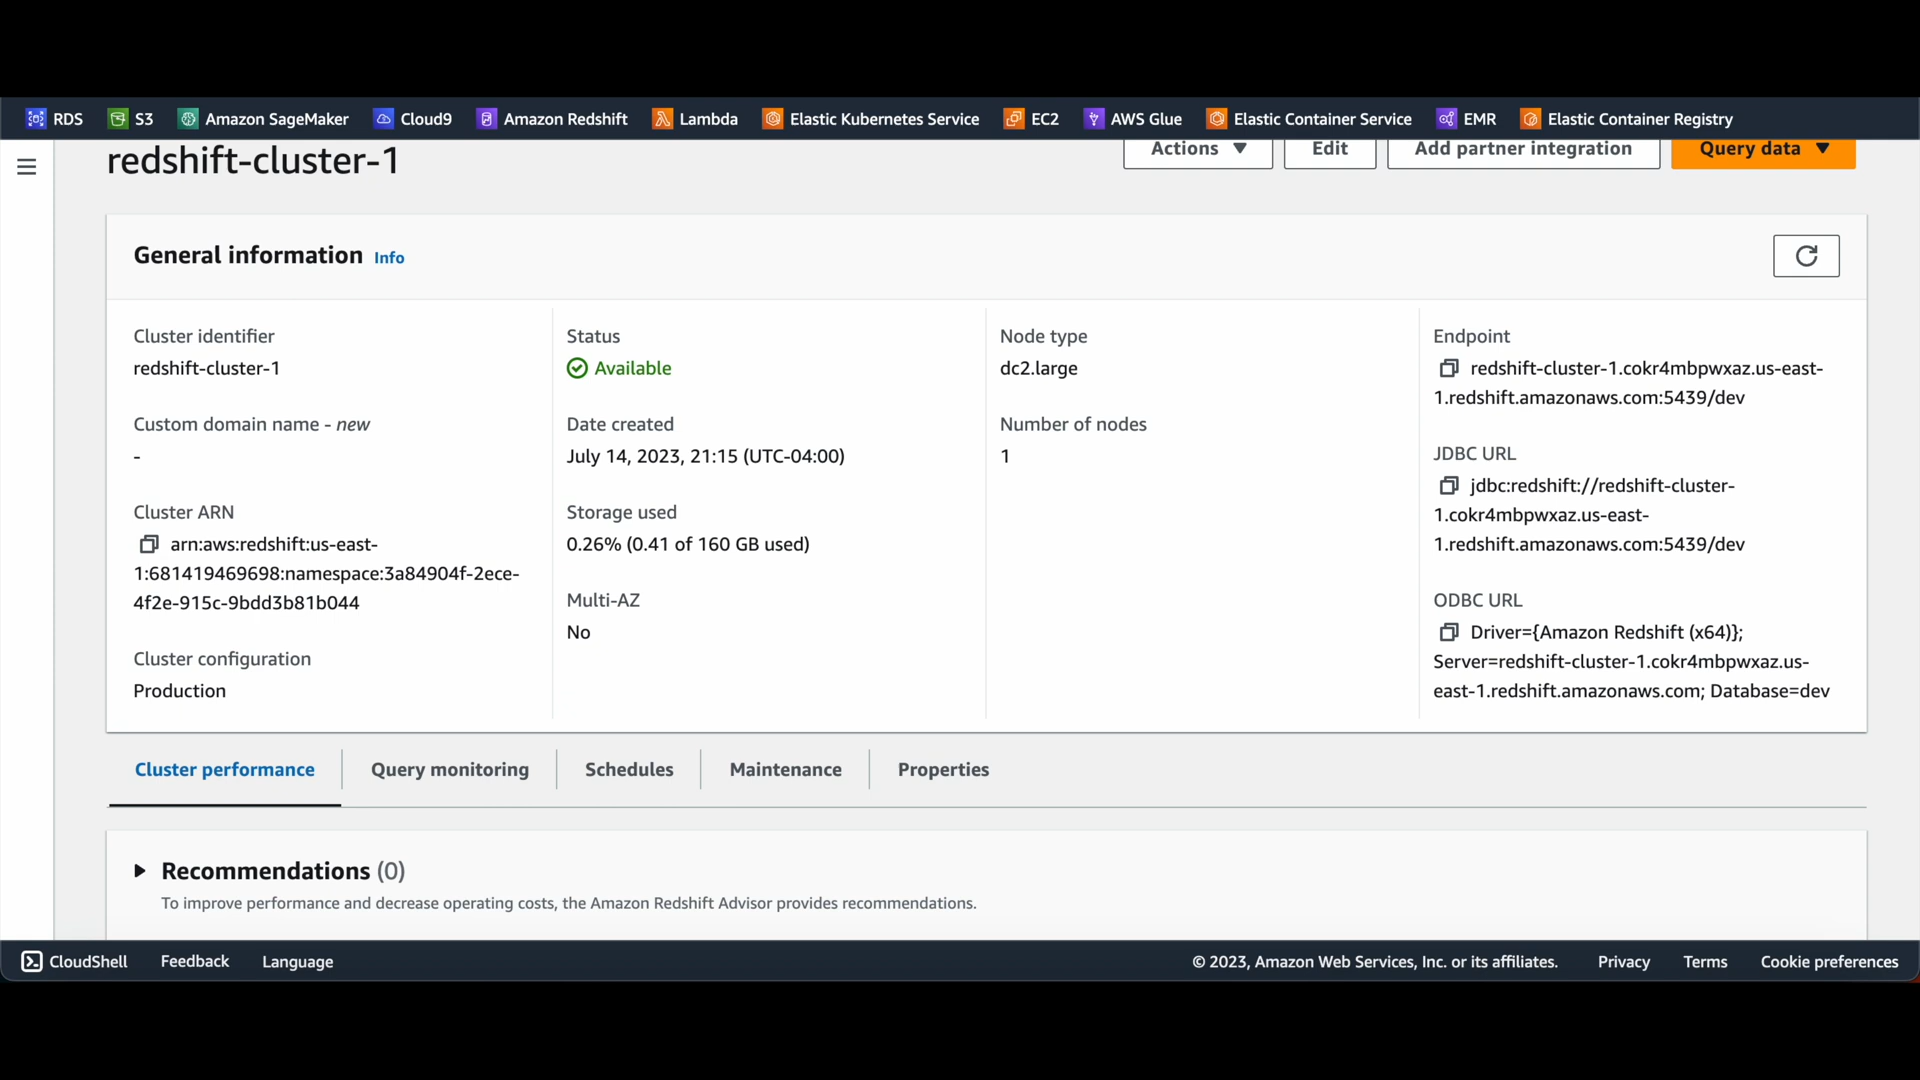 RDS S3 Amazon SageMaker Cloud9 Amazon Redshift Lambda Elastic Kubernetes Service EC2 AWS Glue Elastic Container Service EMR Elastic Container Registry
redshift-cluster-1
Actions Edit Add partner integration Query data
General information Info
Cluster identifier
redshift-cluster-1
Custom domain name - new
-
Cluster ARN
arn:aws:redshift:us-east-
1:681419469698:namespace:3a84904f-2ece-
4f2e-915c-9bdd3b81b044
Cluster configuration
Production
Status
Available
Date created
July 14, 2023, 21:15 (UTC-04:00)
Storage used
0.26% (0.41 of 160 GB used)
Multi-AZ
No
Node type
dc2.large
Number of nodes
1
Endpoint
redshift-cluster-1.cokr4mbpwxaz.us-east-
1.redshift.amazonaws.com:5439/dev
JDBC URL
jdbc:redshift://redshift-cluster-
1.cokr4mbpwxaz.us-east-
1.redshift.amazonaws.com:5439/dev
ODBC URL
Driver={Amazon Redshift (x64)};
Server=redshift-cluster-1.cokr4mbpwxaz.us-
east-1.redshift.amazonaws.com; Database=dev
Cluster performance Query monitoring Schedules Maintenance Properties
Recommendations (0)
To improve performance and decrease operating costs, the Amazon Redshift Advisor provides recommendations.
CloudShell Feedback Language © 2023, Amazon Web Services, Inc. or its affiliates. Privacy Terms Cookie preferences